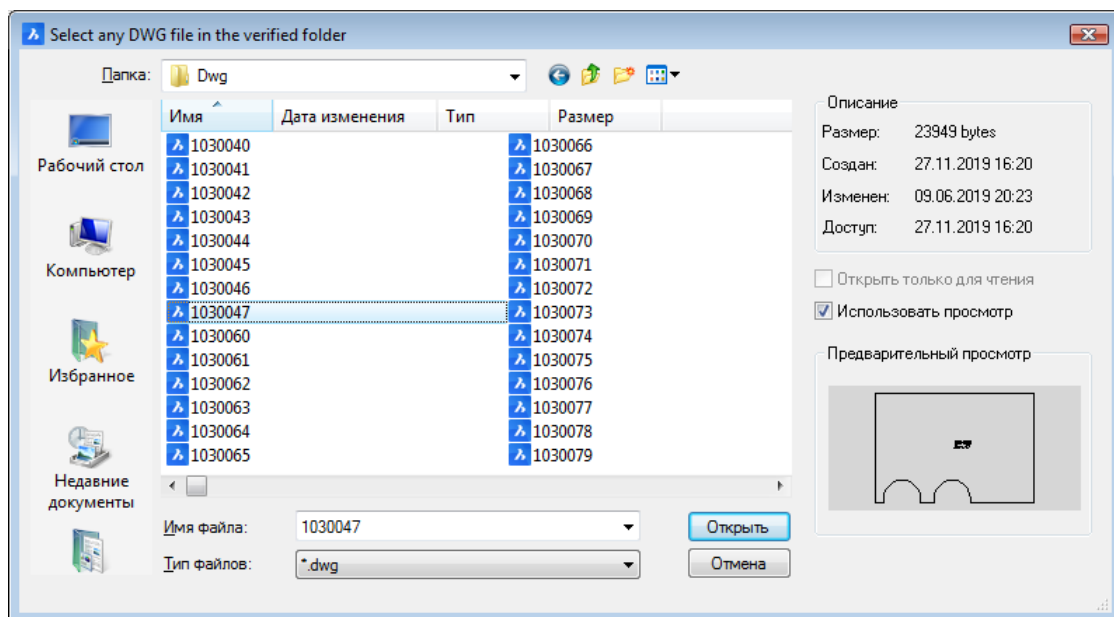 Select any DWG file in the verified folder
Папка:
Dwg
Рабочий стол
Компьютер
Избранное
Недавние
документы
Имя Дата изменения Тип Размер
1030040
1030041
1030042
1030043
1030044
1030045
1030046
1030047
1030060
1030061
1030062
1030063
1030064
1030065
1030066
1030067
1030068
1030069
1030070
1030071
1030072
1030073
1030074
1030075
1030076
1030077
1030078
1030079
Имя файла: 1030047 Открыть
Тип файлов: *.dwg Отмена
Описание
Размер: 23949 bytes
Создан: 27.11.2019 16:20
Изменен: 09.06.2019 20:23
Доступ: 27.11.2019 16:20
Открыть только для чтения
Использовать просмотр
Предварительный просмотр